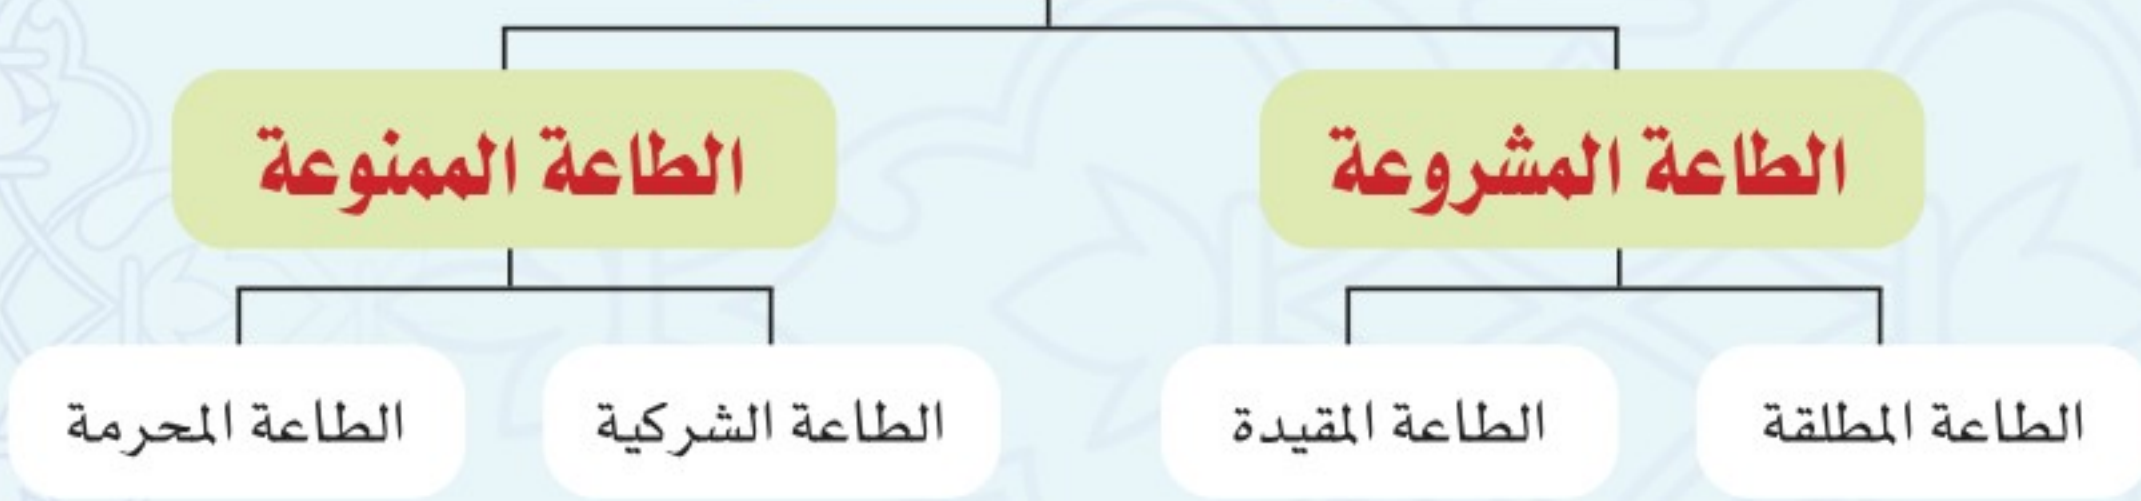 الطاعة المشروعة
الطاعة الممنوعة
الطاعة المطلقة
الطاعة المقيدة
الطاعة الشركية
الطاعة المحرمة